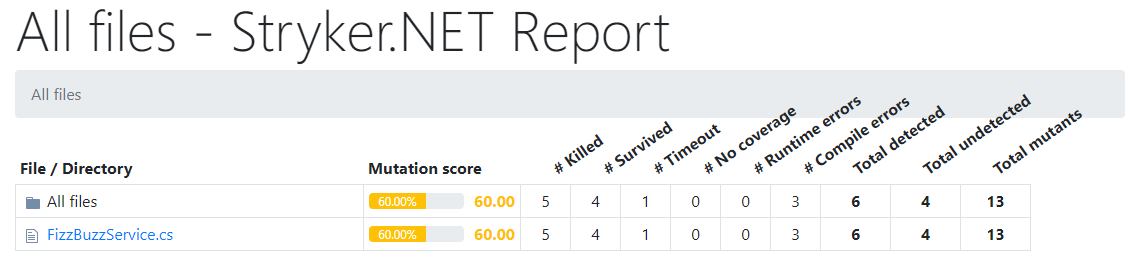 All files - Stryker.NET Report
All files
File / Directory Mutation score # Killed # Survived # Timeout # No coverage # Runtime errors # Compile errors Total detected Total undetected Total mutants
All files 60.00% 60.00 5 4 1 0 0 3 6 4 13
FizzBuzzService.cs 60.00% 60.00 5 4 1 0 0 3 6 4 13